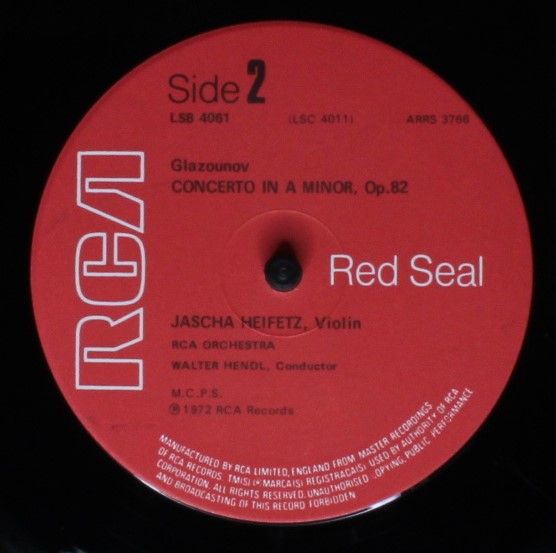 Side 2
LSB 4061 (LSC 4011) ARRS 3766
Glazounov
CONCERTO IN A MINOR, Op.82
RCA
Red Seal
JASCHA HEIFETZ, Violin
RCA ORCHESTRA
WALTER HENDL, Conductor
M.C.P.S.
℗ 1972 RCA Records
MANUFACTURED BY RCA LIMITED, ENGLAND FROM MASTER RECORDINGS
OF RCA RECORDS. TM(S) ® MARCA(S) REGISTRADA(S) USED BY AUTHORITY OF RCA
CORPORATION. ALL RIGHTS RESERVED. UNAUTHORISED COPYING, PUBLIC PERFORMANCE
AND BROADCASTING OF THIS RECORD FORBIDDEN